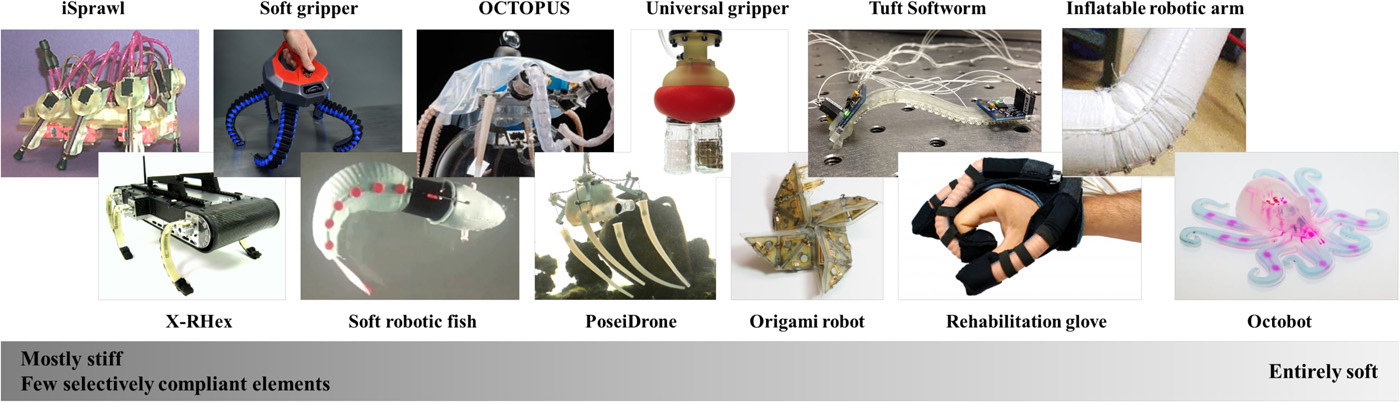 iSprawl
Soft gripper
OCTOPUS
Universal gripper
Tuft Softworm
Inflatable robotic arm
X-RHex
Soft robotic fish
PoseiDrone
Origami robot
Rehabilitation glove
Octobot
Mostly stiff
Few selectively compliant elements
Entirely soft